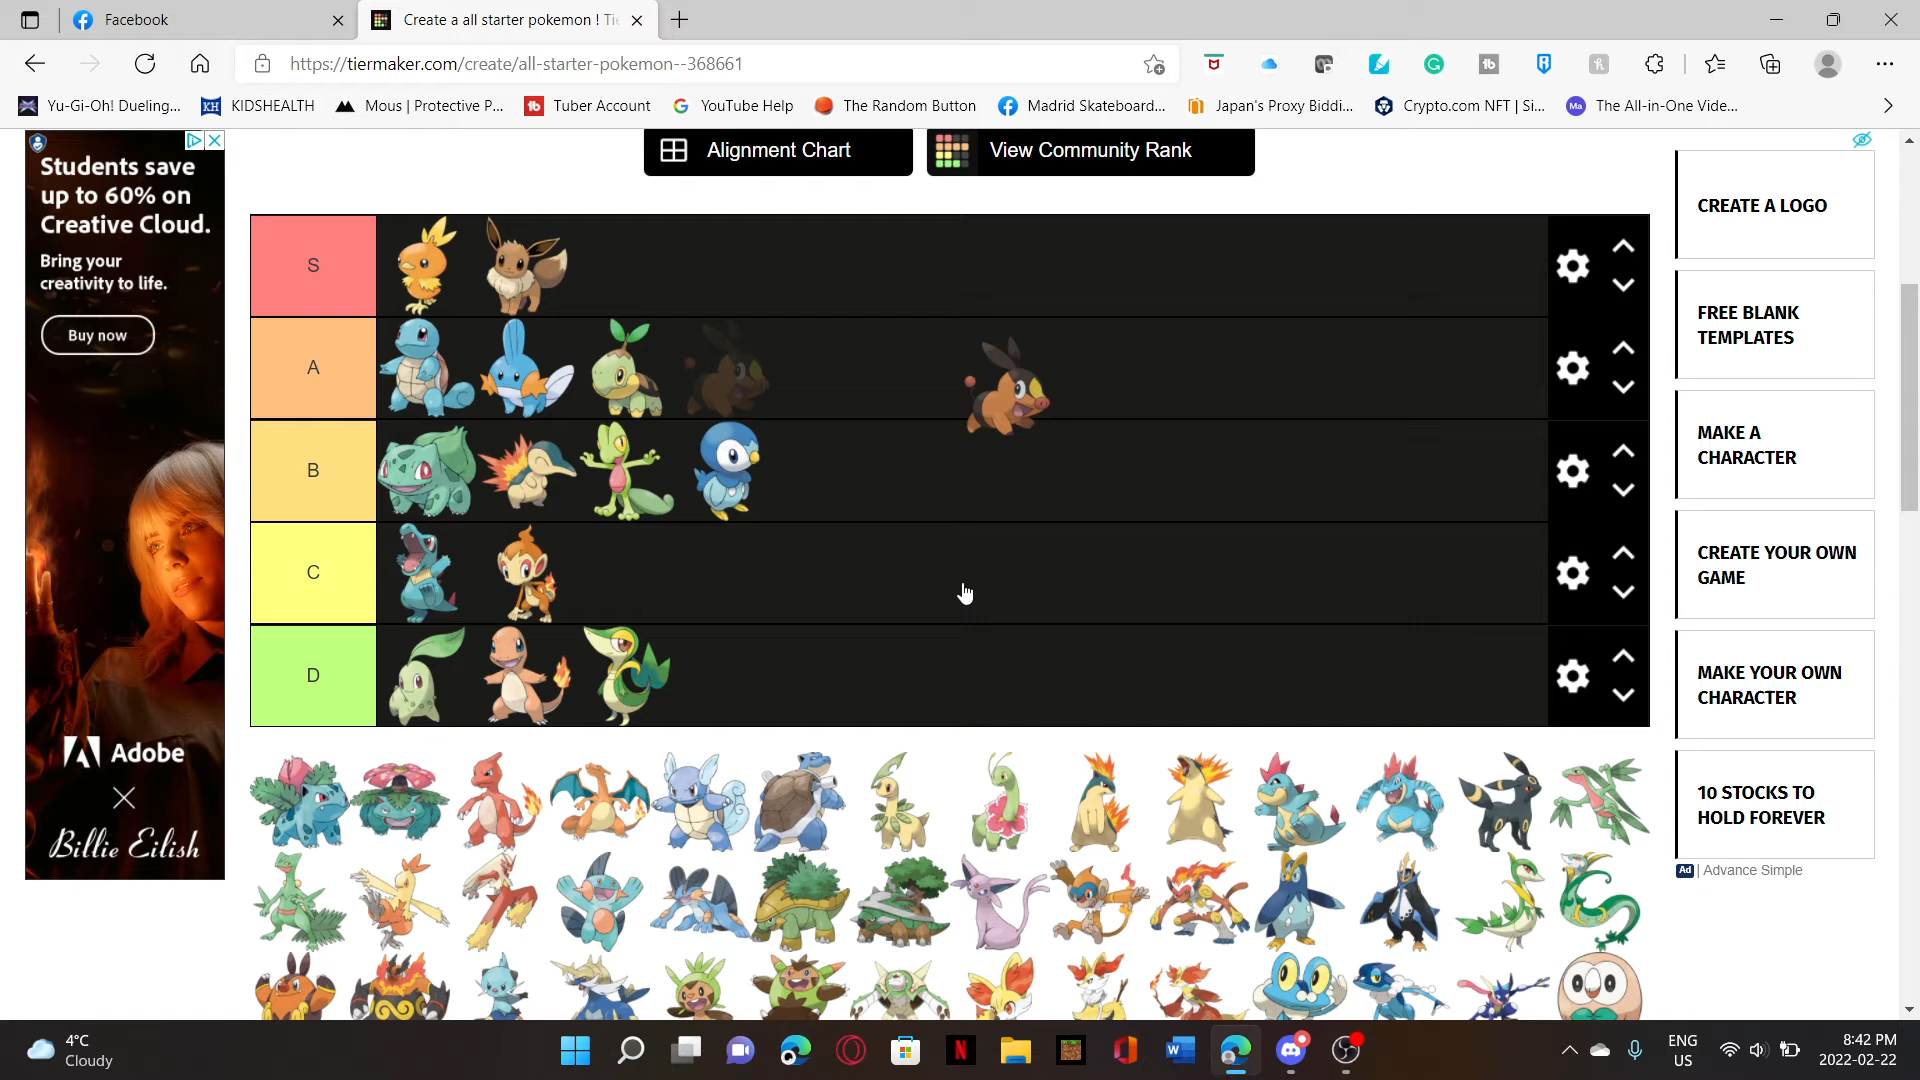 Facebook
Create a all starter pokemon ! Tie
https://tiermaker.com/create/all-starter-pokemon--368661
Yu-Gi-Oh! Dueling...
KH KIDSHEALTH
Mous | Protective P...
tb Tuber Account
YouTube Help
The Random Button
Madrid Skateboard...
Japan's Proxy Biddi...
Crypto.com NFT | Si...
Ma The All-in-One Vide...
Students save
up to 60% on
Creative Cloud.
Bring your
creativity to life.
Buy now
Adobe
×
Billie Eilish
Alignment Chart
View Community Rank
S
A
B
C
D
CREATE A LOGO
FREE BLANK
TEMPLATES
MAKE A
CHARACTER
CREATE YOUR OWN
GAME
MAKE YOUR OWN
CHARACTER
10 STOCKS TO
HOLD FOREVER
Ad | Advance Simple
4°C
Cloudy
ENG
US
8:42 PM
2022-02-22